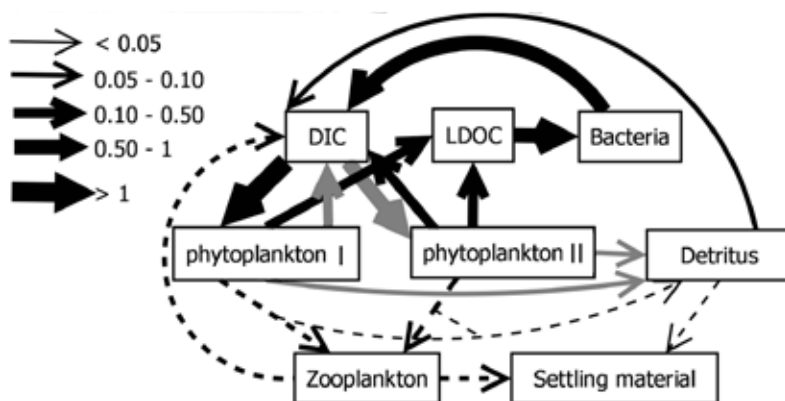 < 0.05
0.05 - 0.10
0.10 - 0.50
0.50 - 1
> 1
DIC
LDOC
Bacteria
phytoplankton I
phytoplankton II
Detritus
Zooplankton
Settling material